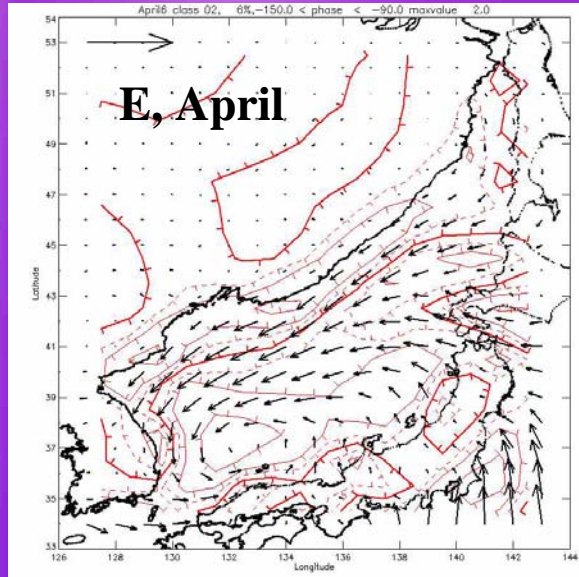 April6 class 02, 6%,-150.0 < phase < -90.0 maxvalue 2.0
E, April
54
53
51
49
47
45
43
41
39
37
35
33
Latitude
126 128 130 132 134 136 138 140 142 144
Longitude